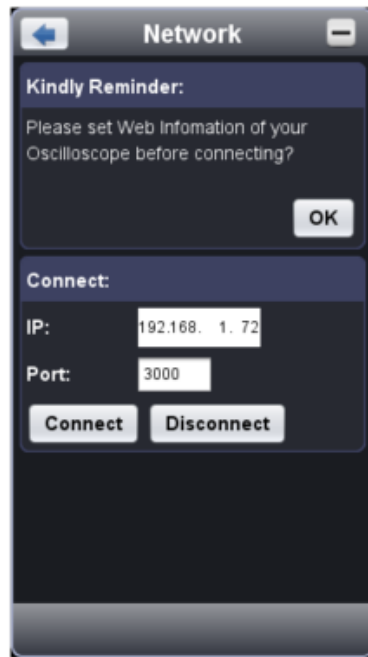 Network
Kindly Reminder:
Please set Web Infomation of your
Oscilloscope before connecting?
OK
Connect:
IP: 192.168. 1. 72
Port: 3000
Connect Disconnect